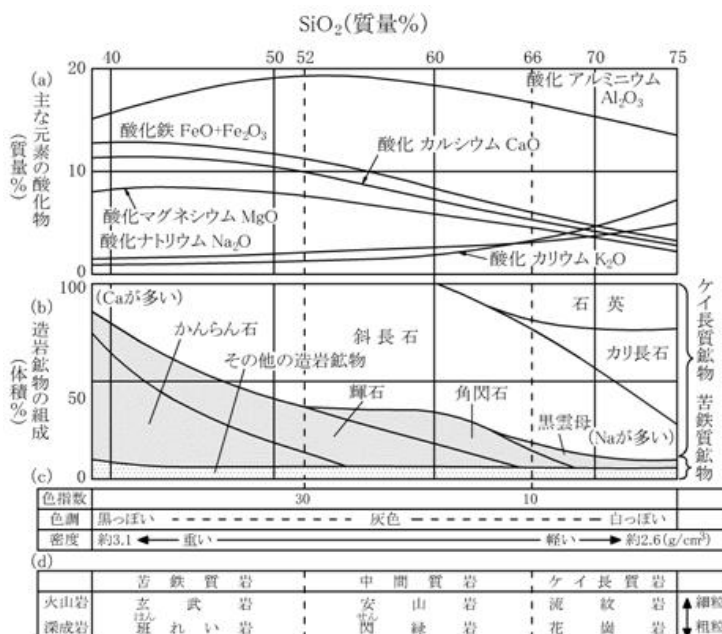 SiO₂(質量%)
40 50 52 60 66 70 75
(a)
主な元素の酸化物
(質量%)
20
10
0
酸化 アルミニウム
Al₂O₃
酸化鉄 FeO+Fe₂O₃
酸化 カルシウム CaO
酸化マグネシウム MgO
酸化ナトリウム Na₂O
酸化 カリウム K₂O
(b)
造岩鉱物の組成
(体積%)
100
50
0
(Caが多い)
かんらん石
その他の造岩鉱物
斜長石
輝石
角閃石
黒雲母
石英
カリ長石
(Naが多い)
ケイ長質鉱物
苦鉄質鉱物
(c)
色指数 30 10
色調 黒っぽい 灰色 白っぽい
密度 約3.1 重い 軽い 約2.6(g/cm³)
(d)
苦鉄質岩 中間質岩 ケイ長質岩
火山岩 玄武岩 安山岩 流紋岩 細粒
はん せん
深成岩 斑れい岩 閃緑岩 花崗岩 粗粒